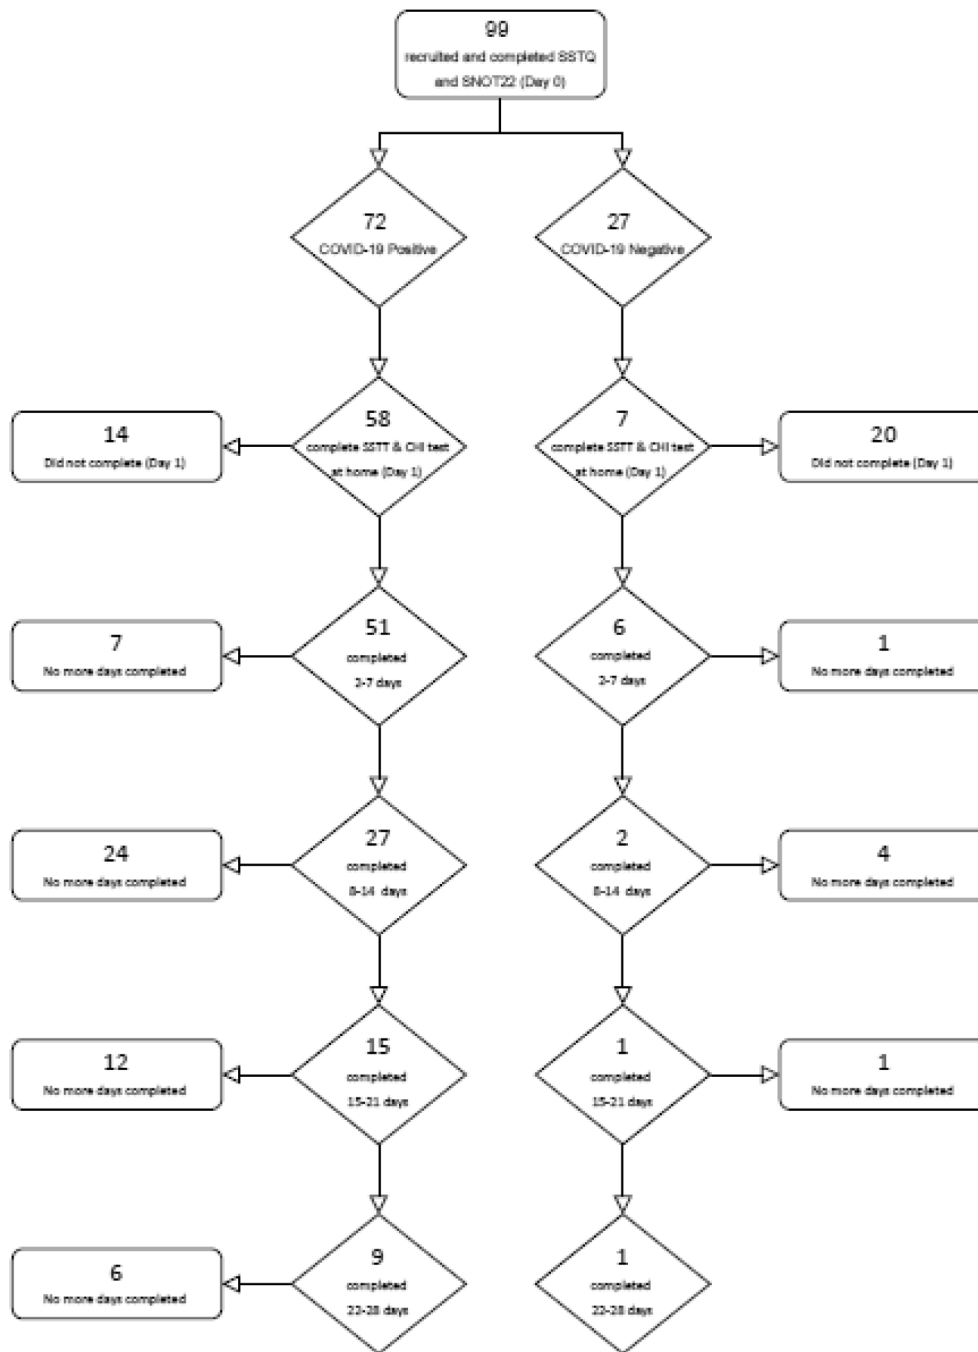 99
recruited and completed SSTQ
and SNOT22 (Day 0)
72
COVID-19 Positive
27
COVID-19 Negative
14
Did not complete (Day 1)
58
complete SSTT & CHI test
at home (Day 1)
7
complete SSTT & CHI test
at home (Day 1)
20
Did not complete (Day 1)
7
No more days completed
51
completed
2-7 days
6
completed
2-7 days
1
No more days completed
24
No more days completed
27
completed
8-14 days
2
completed
8-14 days
4
No more days completed
12
No more days completed
15
completed
15-21 days
1
completed
15-21 days
1
No more days completed
6
No more days completed
9
completed
22-28 days
1
completed
22-28 days